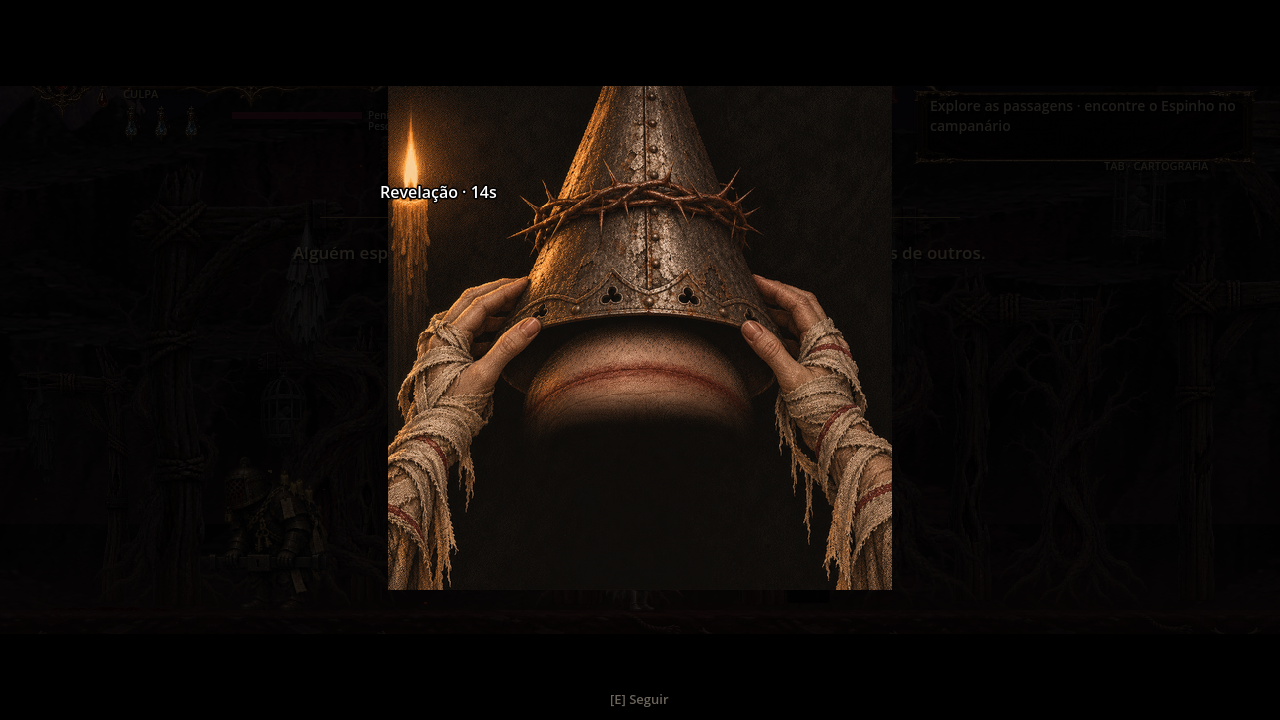 CULPA
Explore as passagens · encontre o Espinho no
campanário
TAB · CARTOGRAFIA
Revelação · 14s
Alguém esp
s de outros.
[E] Seguir